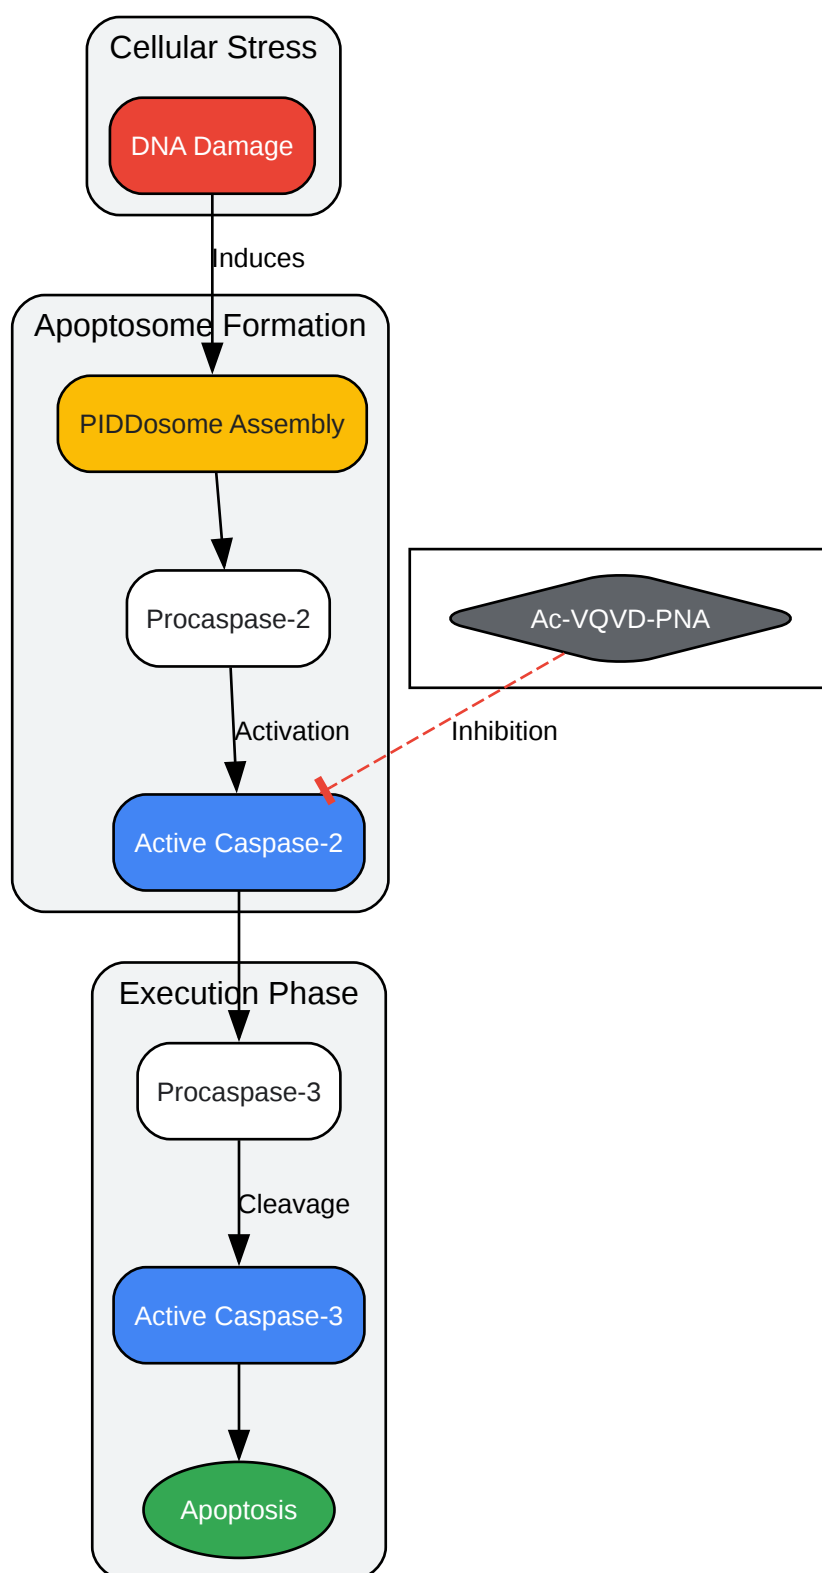 Cellular Stress
DNA Damage
Induces
Apoptosome Formation
PIDDosome Assembly
Procaspase-2
Ac-VQVD-PNA
Activation
Inhibition
Active Caspase-2
Execution Phase
Procaspase-3
Cleavage
Active Caspase-3
Apoptosis